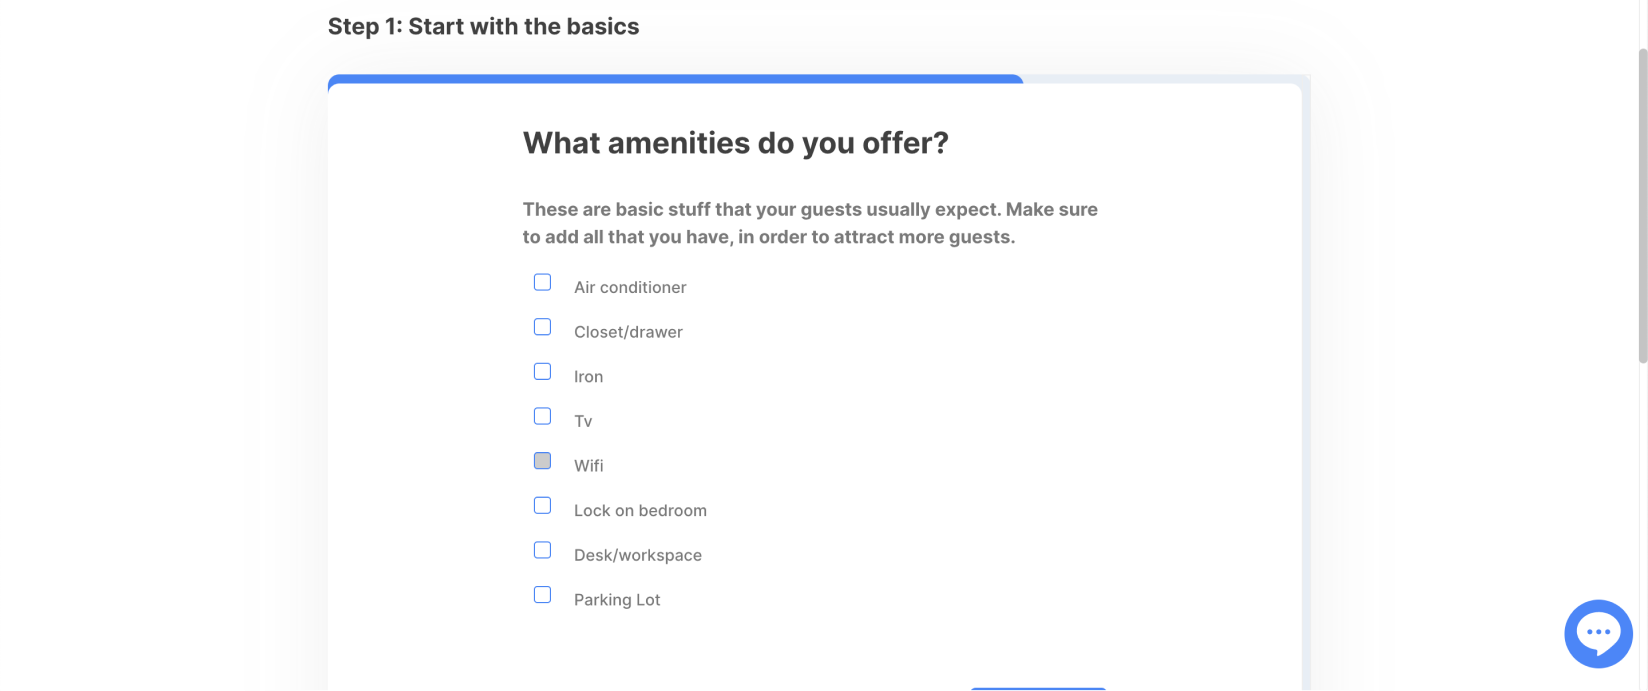 Step 1: Start with the basics
What amenities do you offer?
These are basic stuff that your guests usually expect. Make sure
to add all that you have, in order to attract more guests.
Air conditioner
Closet/drawer
Iron
Tv
Wifi
Lock on bedroom
Desk/workspace
Parking Lot